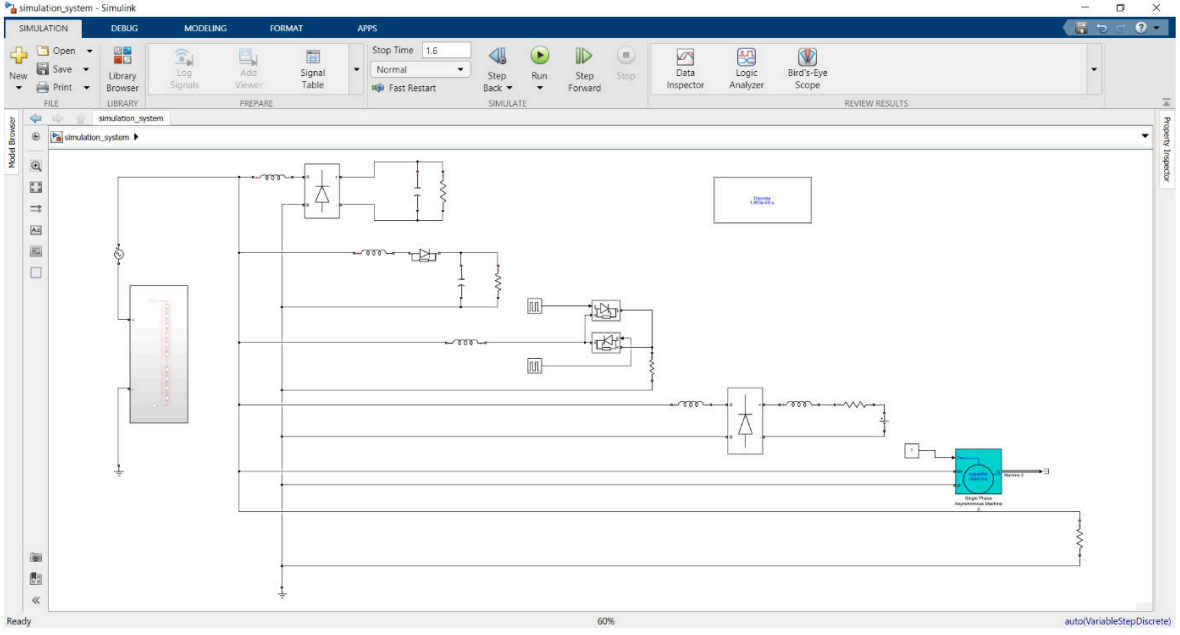 simulation_system - Simulink
SIMULATION DEBUG MODELING FORMAT APPS
New
Open
Save
Print
FILE
Library Browser
LIBRARY
Log Signals
Add Viewer
Signal Table
PREPARE
Stop Time 1.6
Normal
Fast Restart
Step Back
Run
Step Forward
Stop
SIMULATE
Data Inspector
Logic Analyzer
Bird's-Eye Scope
REVIEW RESULTS
Model Browser
simulation_system
simulation_system
Property Inspector
Discrete
1
Machine 2
Single Phase
Asynchronous Machine
2
Ready
60%
auto(VariableStepDiscrete)